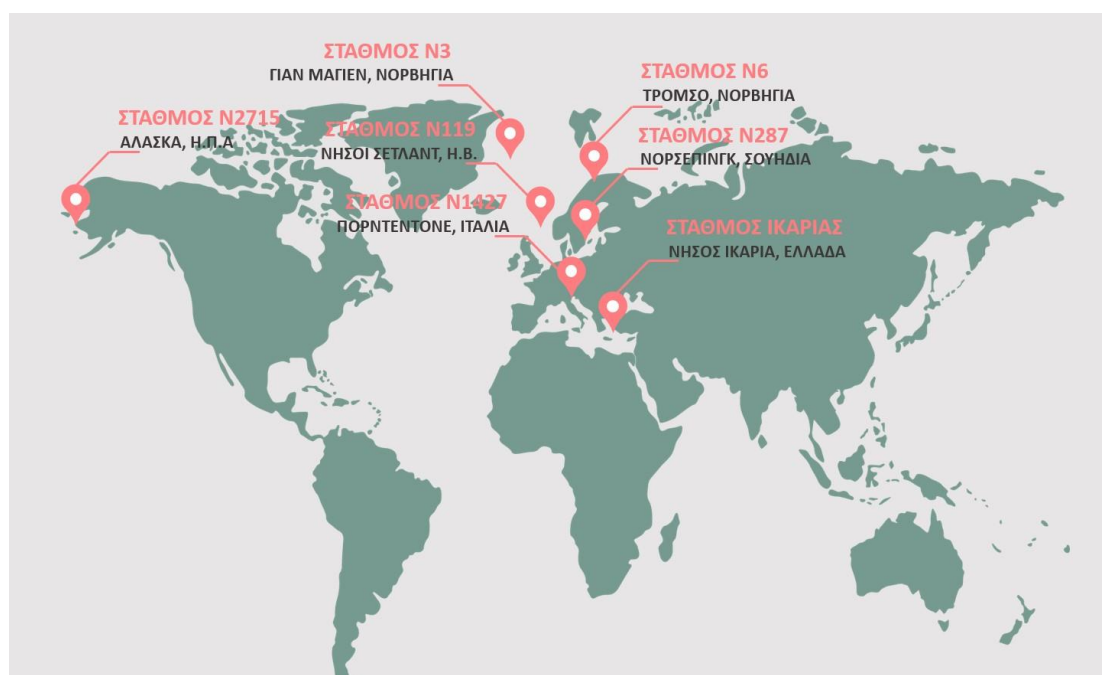 ΣΤΑΘΜΟΣ Ν3
ΓΙΑΝ ΜΑΓΙΕΝ, ΝΟΡΒΗΓΙΑ
ΣΤΑΘΜΟΣ Ν6
ΤΡΟΜΣΟ, ΝΟΡΒΗΓΙΑ
ΣΤΑΘΜΟΣ Ν2715
ΑΛΑΣΚΑ, Η.Π.Α
ΣΤΑΘΜΟΣ Ν119
ΝΗΣΟΙ ΣΕΤΛΑΝΤ, Η.Β.
ΣΤΑΘΜΟΣ Ν287
ΝΟΡΣΕΠΙΝΓΚ, ΣΟΥΗΔΙΑ
ΣΤΑΘΜΟΣ Ν1427
ΠΟΡΝΤΕΝΤΟΝΕ, ΙΤΑΛΙΑ
ΣΤΑΘΜΟΣ ΙΚΑΡΙΑΣ
ΝΗΣΟΣ ΙΚΑΡΙΑ, ΕΛΛΑΔΑ